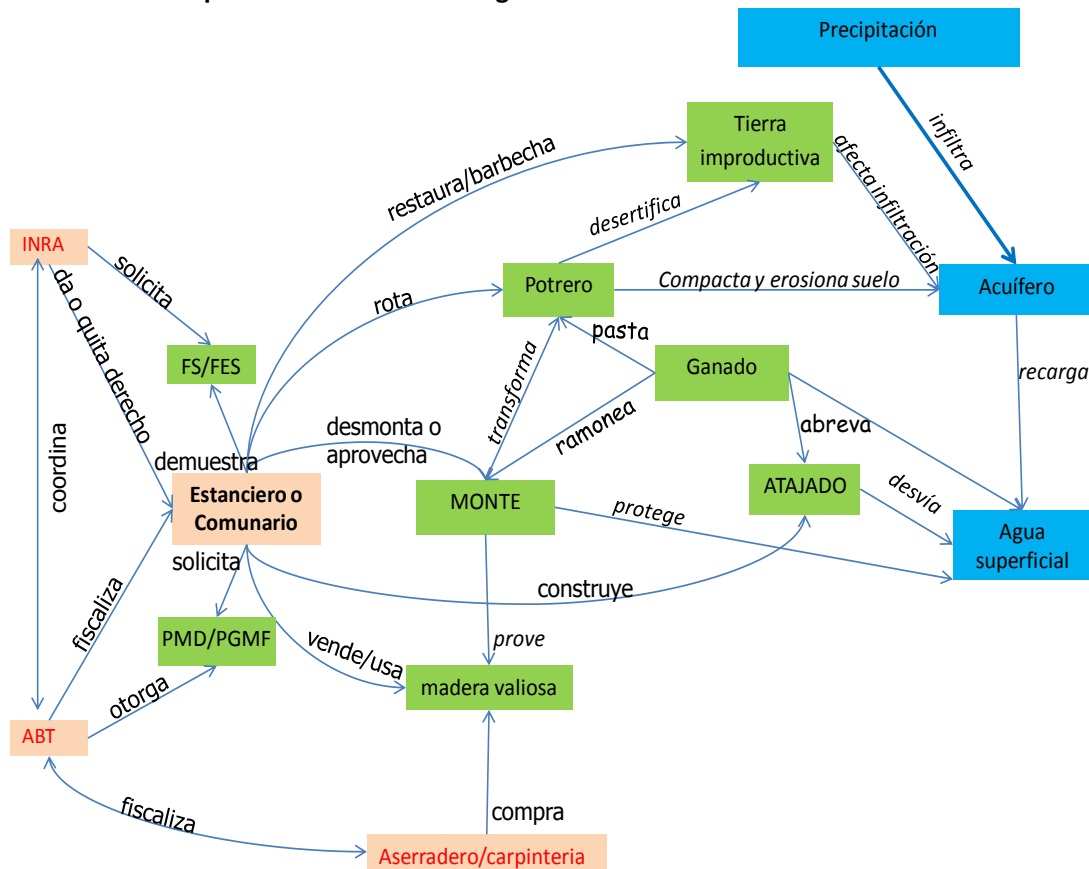 Precipitación
infiltra
Tierra
improductiva
afecta infiltración
restaura/barbecha
desertifica
INRA
solicita
da o quita derecho
rota
Potrero
Compacta y erosiona suelo
Acuífero
FS/FES
pasta
Ganado
recarga
transforma
ramonea
abreva
coordina
desmonta o
aprovecha
demuestra
Estanciero o
Comunario
MONTE
ATAJADO
desvía
protege
Agua
superficial
solicita
construye
fiscaliza
PMD/PGMF
vende/usa
prove
otorga
madera valiosa
ABT
fiscaliza
compra
Aserradero/carpinteria